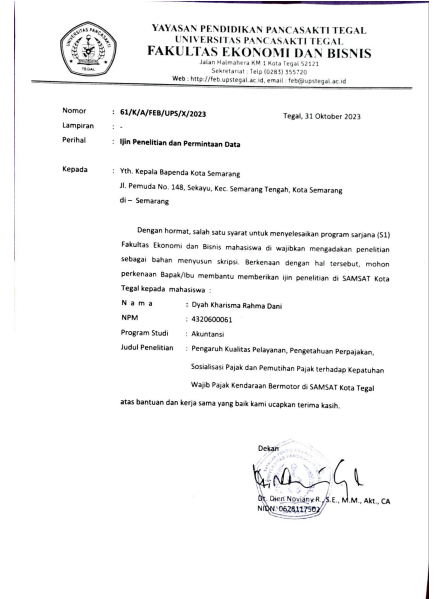 UNIVERSITAS PANCASAKTI
TEGAL
YAYASAN PENDIDIKAN PANCASAKTI TEGAL
UNIVERSITAS PANCASAKTI TEGAL
FAKULTAS EKONOMI DAN BISNIS
Jalan Halmahera KM 1 Kota Tegal 52121
Sekretariat : Telp (0283) 355720
Web : http://feb.upstegal.ac.id, email : feb@upstegal.ac.id
Nomor : 61/K/A/FEB/UPS/X/2023 Tegal, 31 Oktober 2023
Lampiran : -
Perihal : Ijin Penelitian dan Permintaan Data
Kepada : Yth. Kepala Bapenda Kota Semarang
Jl. Pemuda No. 148, Sekayu, Kec. Semarang Tengah, Kota Semarang
di – Semarang
Dengan hormat, salah satu syarat untuk menyelesaikan program sarjana (S1)
Fakultas Ekonomi dan Bisnis mahasiswa di wajibkan mengadakan penelitian
sebagai bahan menyusun skripsi. Berkenaan dengan hal tersebut, mohon
perkenaan Bapak/Ibu membantu memberikan ijin penelitian di SAMSAT Kota
Tegal kepada mahasiswa :
N a m a : Dyah Kharisma Rahma Dani
NPM : 4320600061
Program Studi : Akuntansi
Judul Penelitian : Pengaruh Kualitas Pelayanan, Pengetahuan Perpajakan,
Sosialisasi Pajak dan Pemutihan Pajak terhadap Kepatuhan
Wajib Pajak Kendaraan Bermotor di SAMSAT Kota Tegal
atas bantuan dan kerja sama yang baik kami ucapkan terima kasih.
Dekan
Dr. Dien Noviany R., S.E., M.M., Akt., CA
NIDN. 0628117502